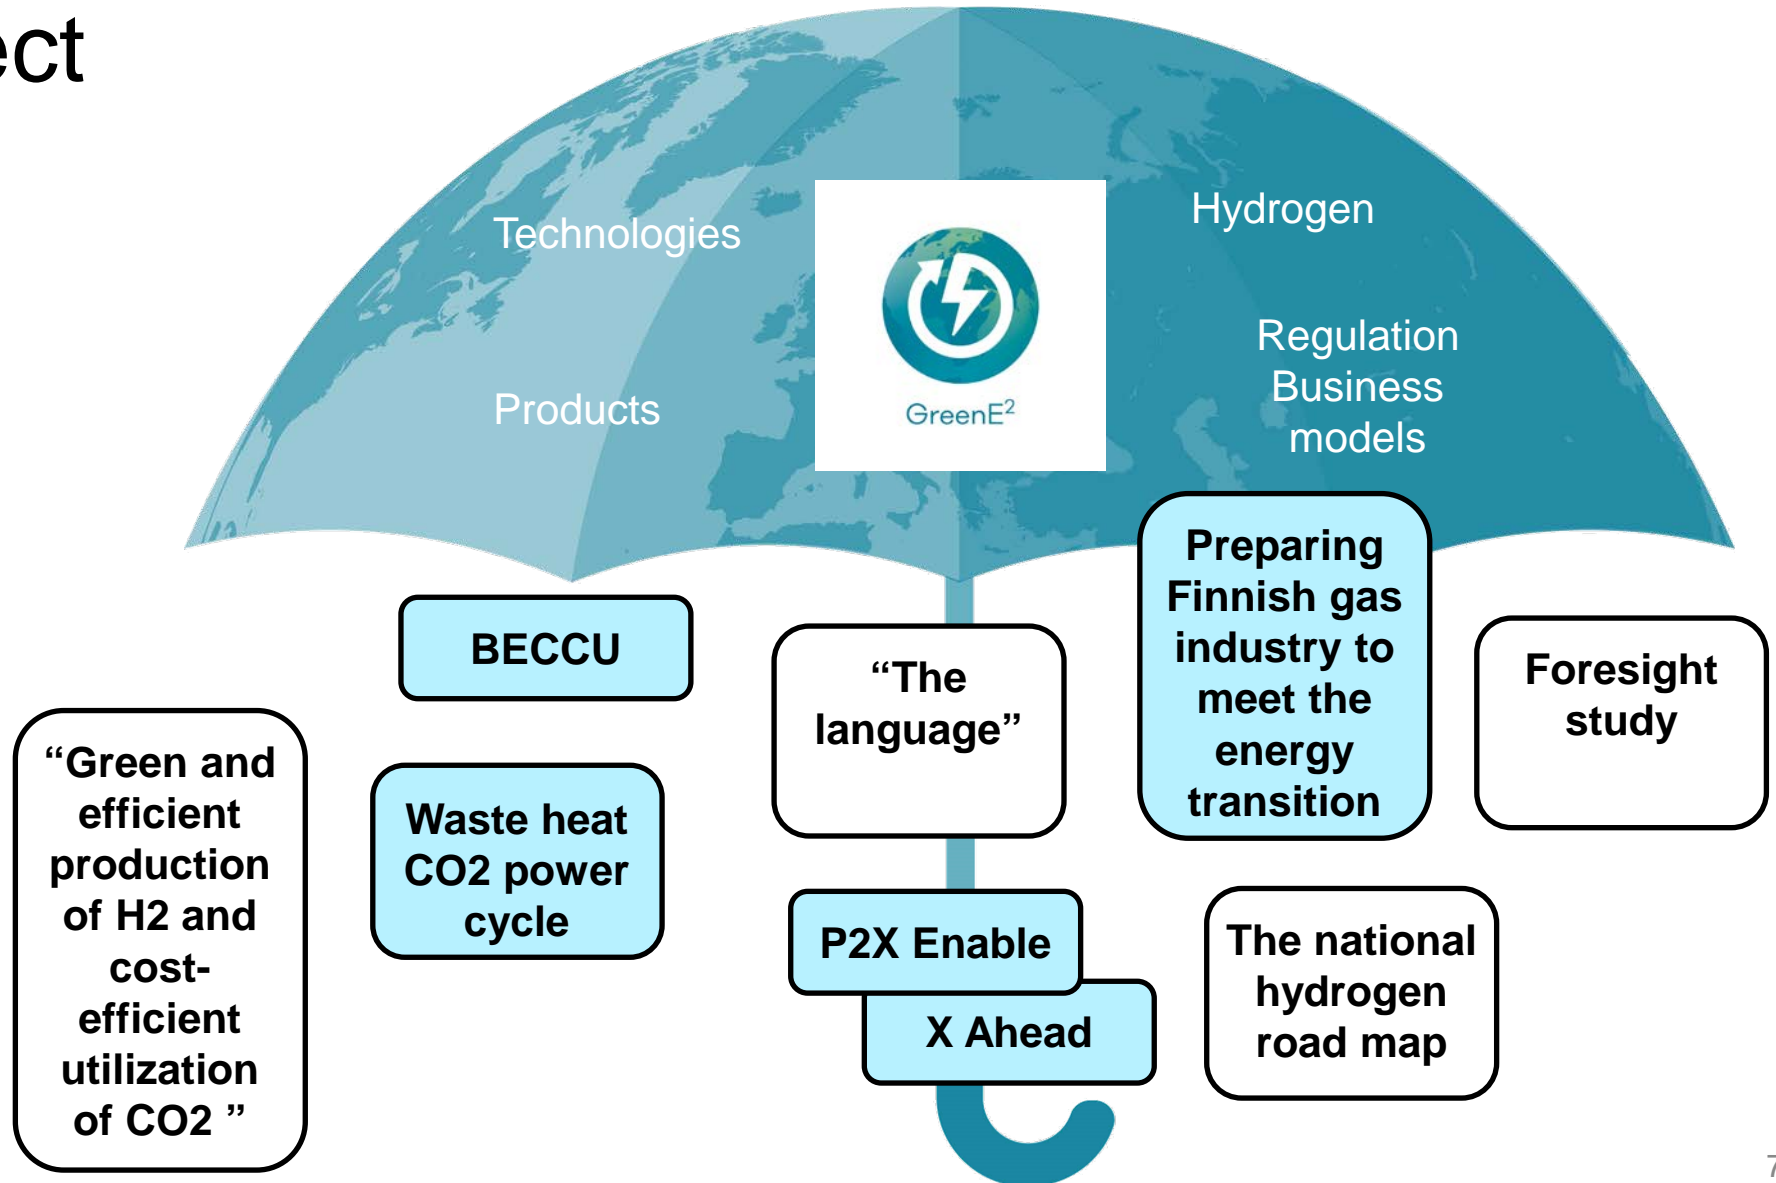 ect
Technologies
Products
GreenE²
Hydrogen
Regulation
Business
models
BECCU
“Green and
efficient
production
of H2 and
cost-
efficient
utilization
of CO2 ”
Waste heat
CO2 power
cycle
“The
language”
P2X Enable
X Ahead
Preparing
Finnish gas
industry to
meet the
energy
transition
The national
hydrogen
road map
Foresight
study
7